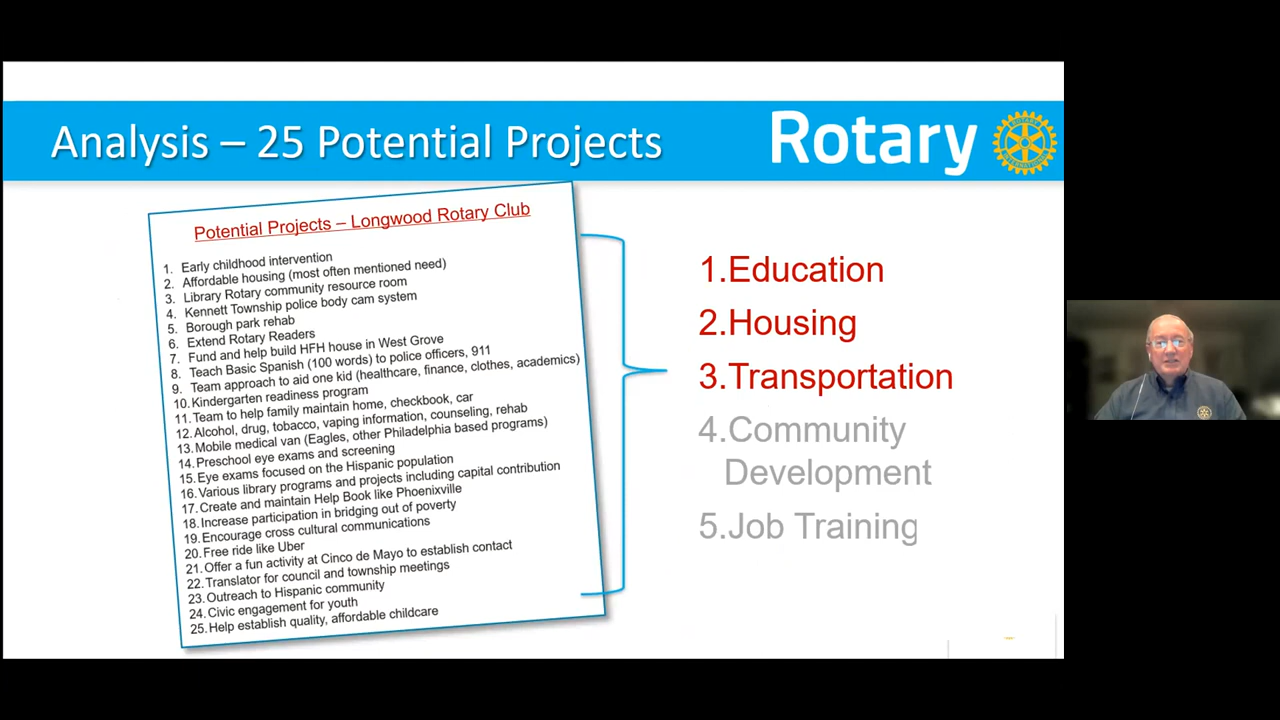 Analysis – 25 Potential Projects
Rotary
Potential Projects – Longwood Rotary Club
1. Early childhood intervention
2. Affordable housing (most often mentioned need)
3. Library Rotary community resource room
4. Kennett Township police body cam system
5. Borough park rehab
6. Extend Rotary Readers
7. Fund and help build HFH house in West Grove
8. Teach Basic Spanish (100 words) to police officers, 911
9. Team approach to aid one kid (healthcare, finance, clothes, academics)
10. Kindergarten readiness program
11. Team to help family maintain home, checkbook, car
12. Alcohol, drug, tobacco, vaping information, counseling, rehab
13. Mobile medical van (Eagles, other Philadelphia based programs)
14. Preschool eye exams and screening
15. Eye exams focused on the Hispanic population
16. Various library programs and projects including capital contribution
17. Create and maintain Help Book like Phoenixville
18. Increase participation in bridging out of poverty
19. Encourage cross cultural communications
20. Free ride like Uber
21. Offer a fun activity at Cinco de Mayo to establish contact
22. Translator for council and township meetings
23. Outreach to Hispanic community
24. Civic engagement for youth
25. Help establish quality, affordable childcare
1.Education
2.Housing
3.Transportation
4.Community
Development
5.Job Training